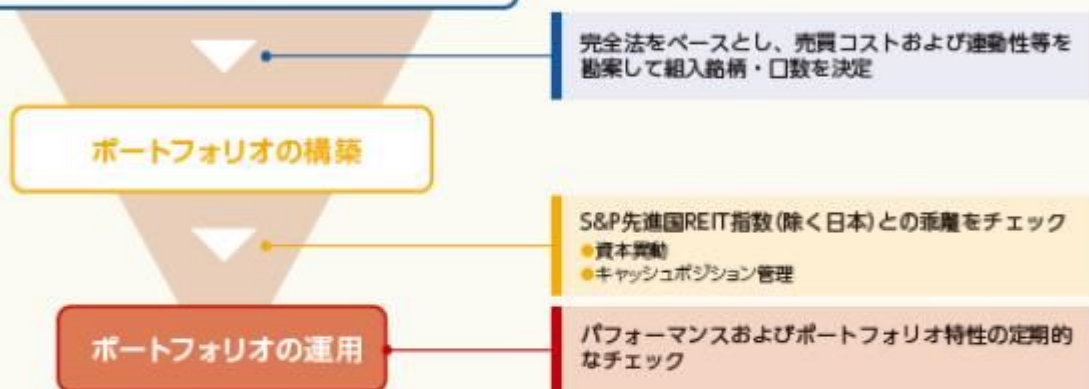 完全法をベースとし、売買コストおよび連動性等を
勘案して組入銘柄・口数を決定
ポートフォリオの構築
S&P先進国REIT指数(除く日本)との乖離をチェック
●資本異動
●キャッシュポジション管理
ポートフォリオの運用
パフォーマンスおよびポートフォリオ特性の定期的
なチェック